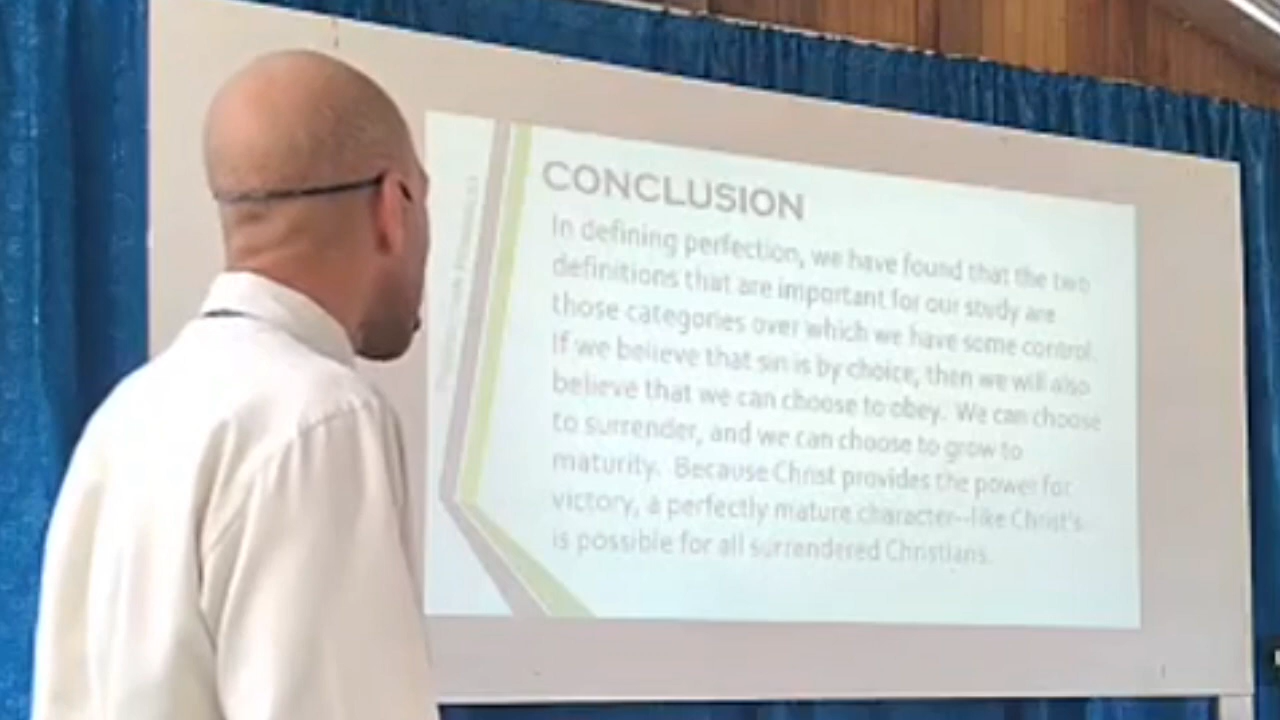 CONCLUSION
In defining perfection, we have found that the two
definitions that are important for our study are
those categories over which we have some control.
If we believe that sin is by choice, then we will also
believe that we can choose to obey. We can choose
to surrender, and we can choose to grow to
maturity. Because Christ provides the power for
victory, a perfectly mature character--like Christ's
is possible for all surrendered Christians.